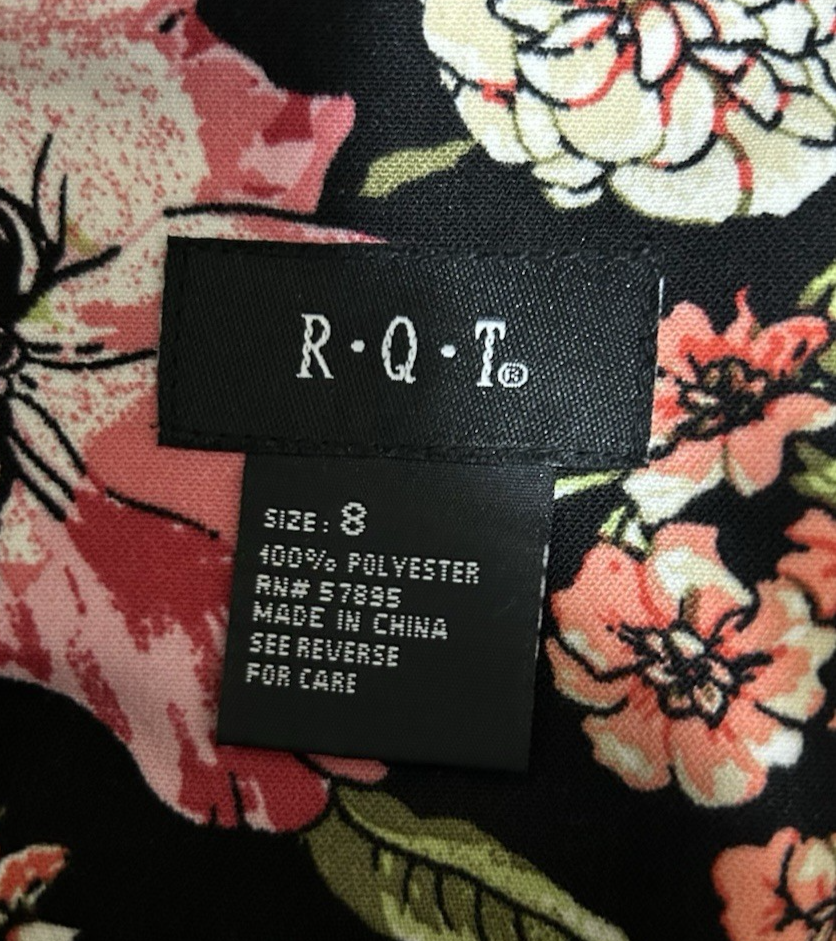 R·Q·T®
SIZE: 8
100% POLYESTER
RN# 57895
MADE IN CHINA
SEE REVERSE
FOR CARE